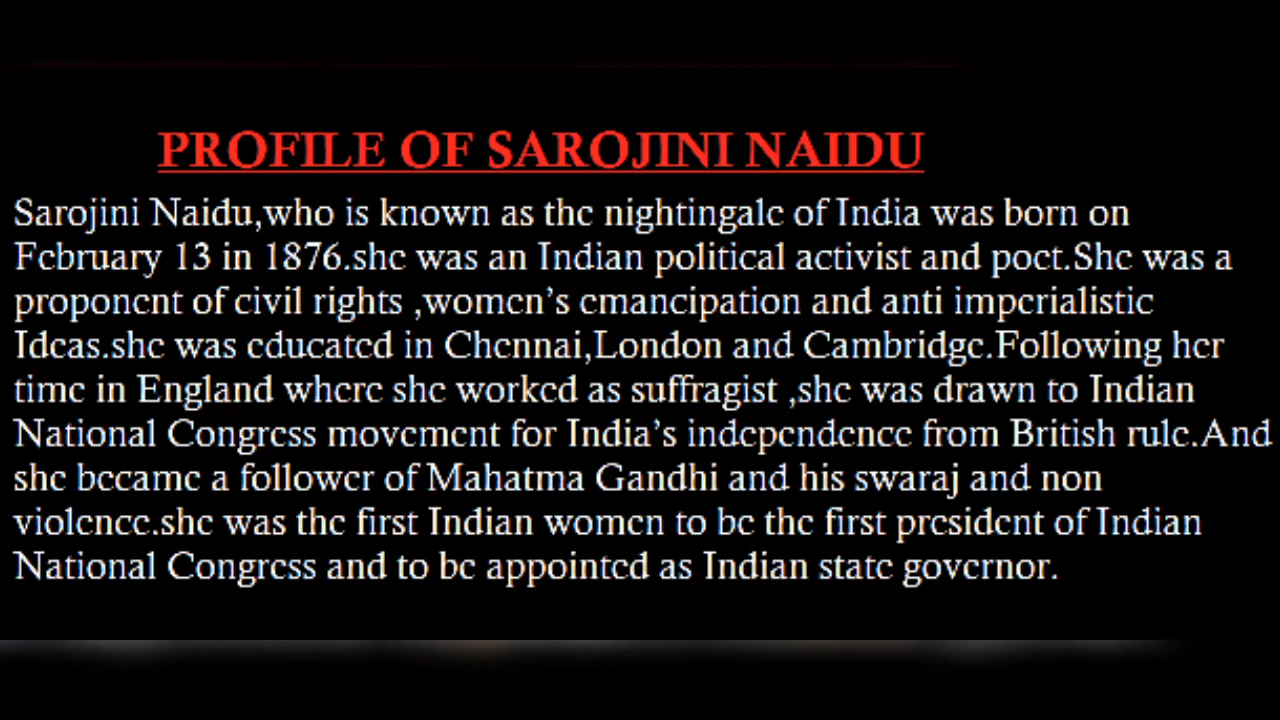 PROFILE OF SAROJINI NAIDU
Sarojini Naidu,who is known as the nightingale of India was born on
February 13 in 1876.she was an Indian political activist and poet.She was a
proponent of civil rights ,women's emancipation and anti imperialistic
Ideas.she was educated in Chennai,London and Cambridge.Following her
time in England where she worked as suffragist ,she was drawn to Indian
National Congress movement for India's independence from British rule.And
she became a follower of Mahatma Gandhi and his swaraj and non
violence.she was the first Indian women to be the first president of Indian
National Congress and to be appointed as Indian state governor.